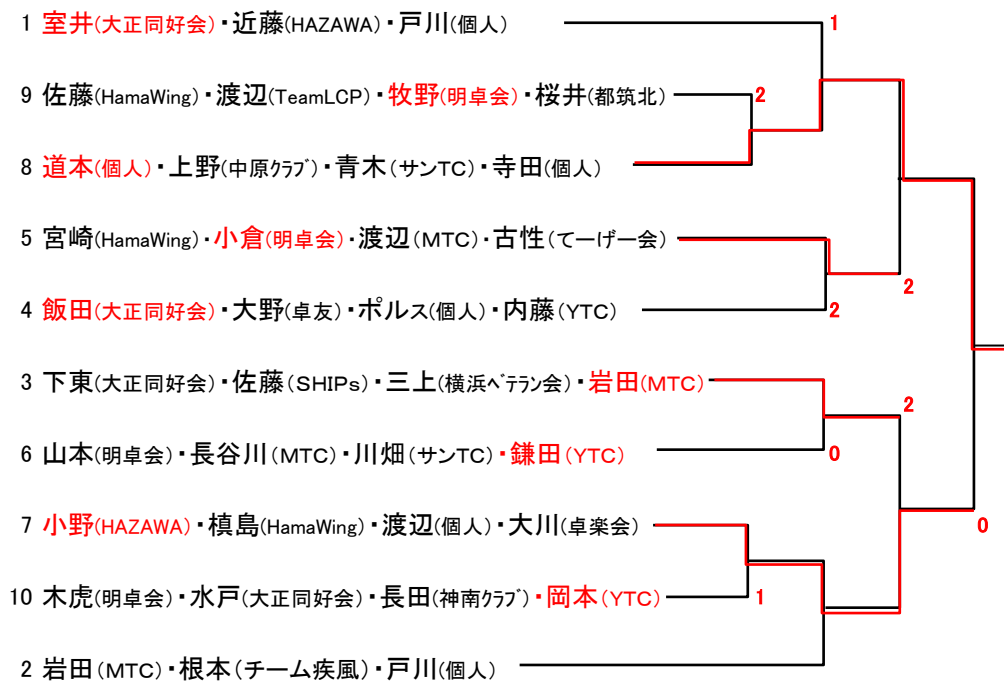 1 室井(大正同好会)・近藤(HAZAWA)・戸川(個人) 1
9 佐藤(HamaWing)・渡辺(TeamLCP)・牧野(明卓会)・桜井(都筑北) 2
8 道本(個人)・上野(中原ｸﾗﾌﾞ)・青木(サンTC)・寺田(個人)
5 宮崎(HamaWing)・小倉(明卓会)・渡辺(MTC)・古性(てーげー会)
2
4 飯田(大正同好会)・大野(卓友)・ポルス(個人)・内藤(YTC) 2
3 下東(大正同好会)・佐藤(SHIPs)・三上(横浜ﾍﾞﾃﾗﾝ会)・岩田(MTC)
2
6 山本(明卓会)・長谷川(MTC)・川畑(サンTC)・鎌田(YTC) 0
7 小野(HAZAWA)・槙島(HamaWing)・渡辺(個人)・大川(卓楽会) 0
10 木虎(明卓会)・水戸(大正同好会)・長田(神南ｸﾗﾌﾞ)・岡本(YTC) 1
2 岩田(MTC)・根本(チーム疾風)・戸川(個人)